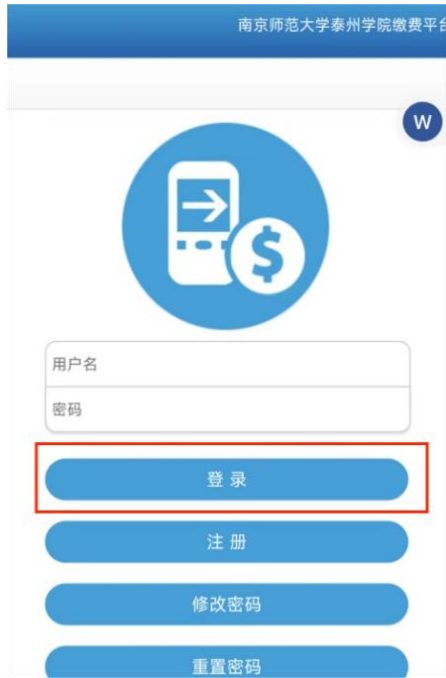 南京师范大学泰州学院缴费平台
W
用户名
密码
登 录
注 册
修改密码
重置密码